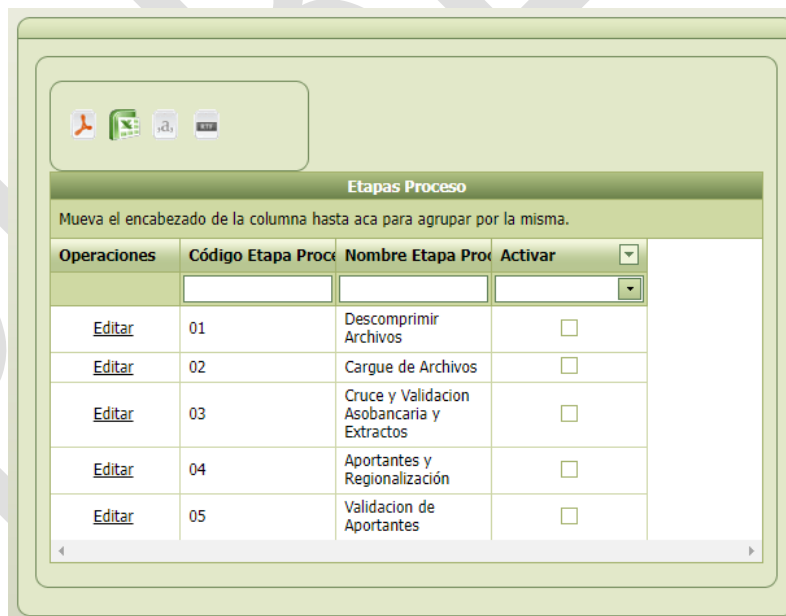 ,a,
RTF
Etapas Proceso
Mueva el encabezado de la columna hasta aca para agrupar por la misma.
Operaciones Código Etapa Proce Nombre Etapa Proc Activar
Editar 01 Descomprimir
Archivos
Editar 02 Cargue de Archivos
Editar 03 Cruce y Validacion
Asobancaria y
Extractos
Editar 04 Aportantes y
Regionalización
Editar 05 Validacion de
Aportantes